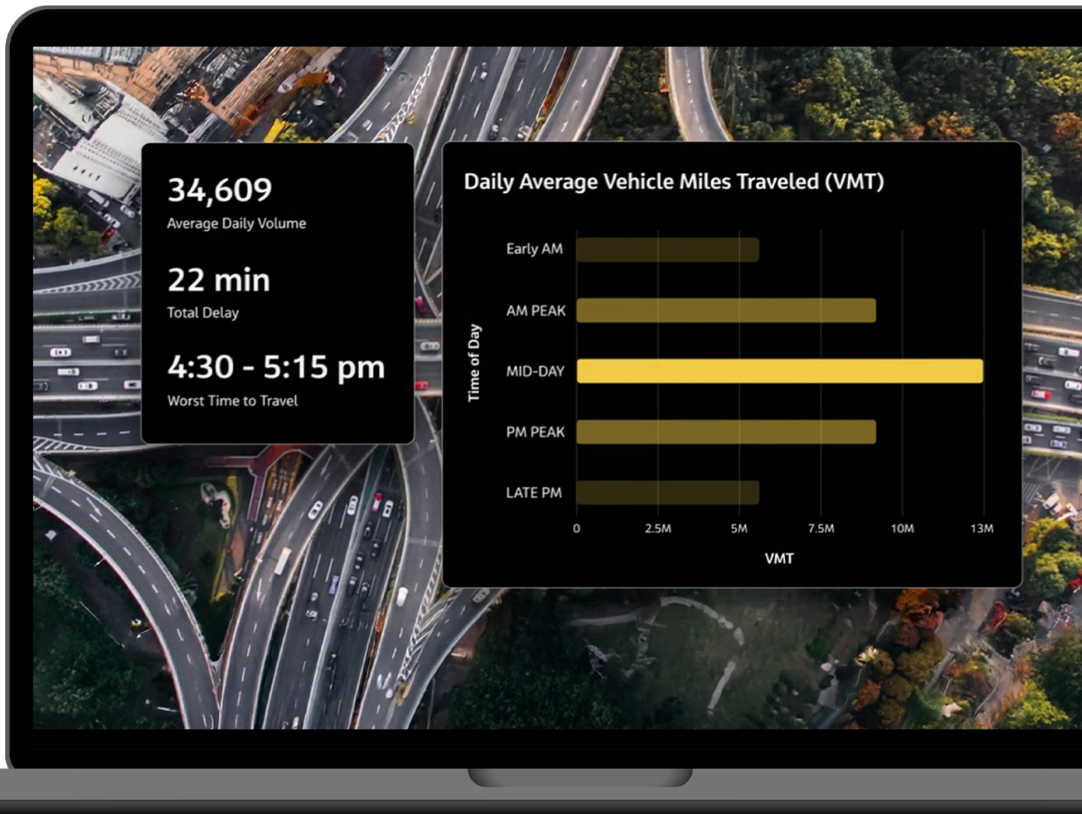 34,609
Average Daily Volume
22 min
Total Delay
4:30 - 5:15 pm
Worst Time to Travel
Daily Average Vehicle Miles Traveled (VMT)
Time of Day
Early AM
AM PEAK
MID-DAY
PM PEAK
LATE PM
0 2.5M 5M 7.5M 10M 13M
VMT